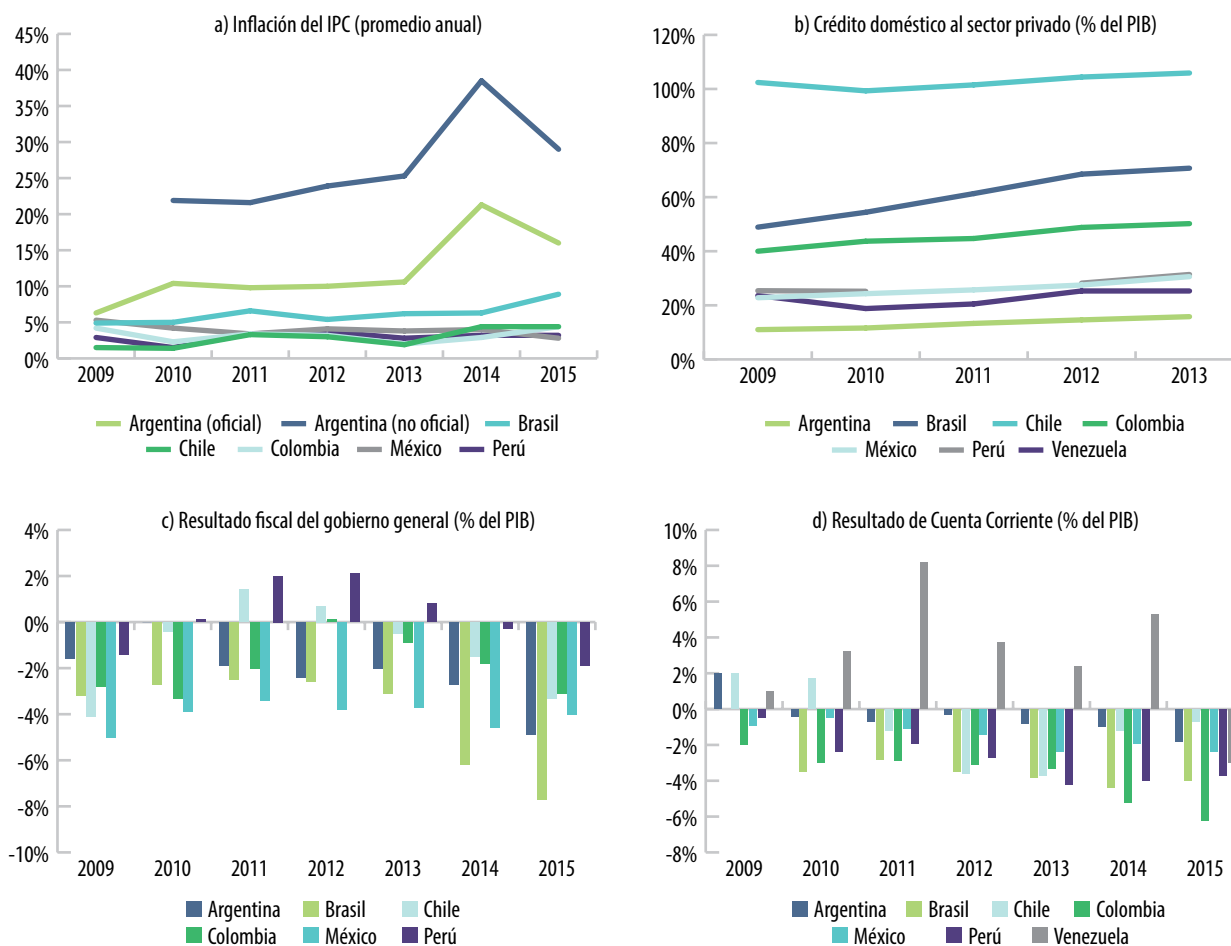 a) Inflación del IPC (promedio anual)
45%
40%
35%
30%
25%
20%
15%
10%
5%
0%
2009 2010 2011 2012 2013 2014 2015
Argentina (oficial) Argentina (no oficial) Brasil
Chile Colombia México Perú
b) Crédito doméstico al sector privado (% del PIB)
120%
100%
80%
60%
40%
20%
0%
2009 2010 2011 2012 2013
Argentina Brasil Chile Colombia
México Perú Venezuela
c) Resultado fiscal del gobierno general (% del PIB)
4%
2%
0%
-2%
-4%
-6%
-8%
-10%
2009 2010 2011 2012 2013 2014 2015
Argentina Brasil Chile
Colombia México Perú
d) Resultado de Cuenta Corriente (% del PIB)
10%
8%
6%
4%
2%
0%
-2%
-4%
-6%
-8%
2009 2010 2011 2012 2013 2014 2015
Argentina Brasil Chile Colombia
México Perú Venezuela